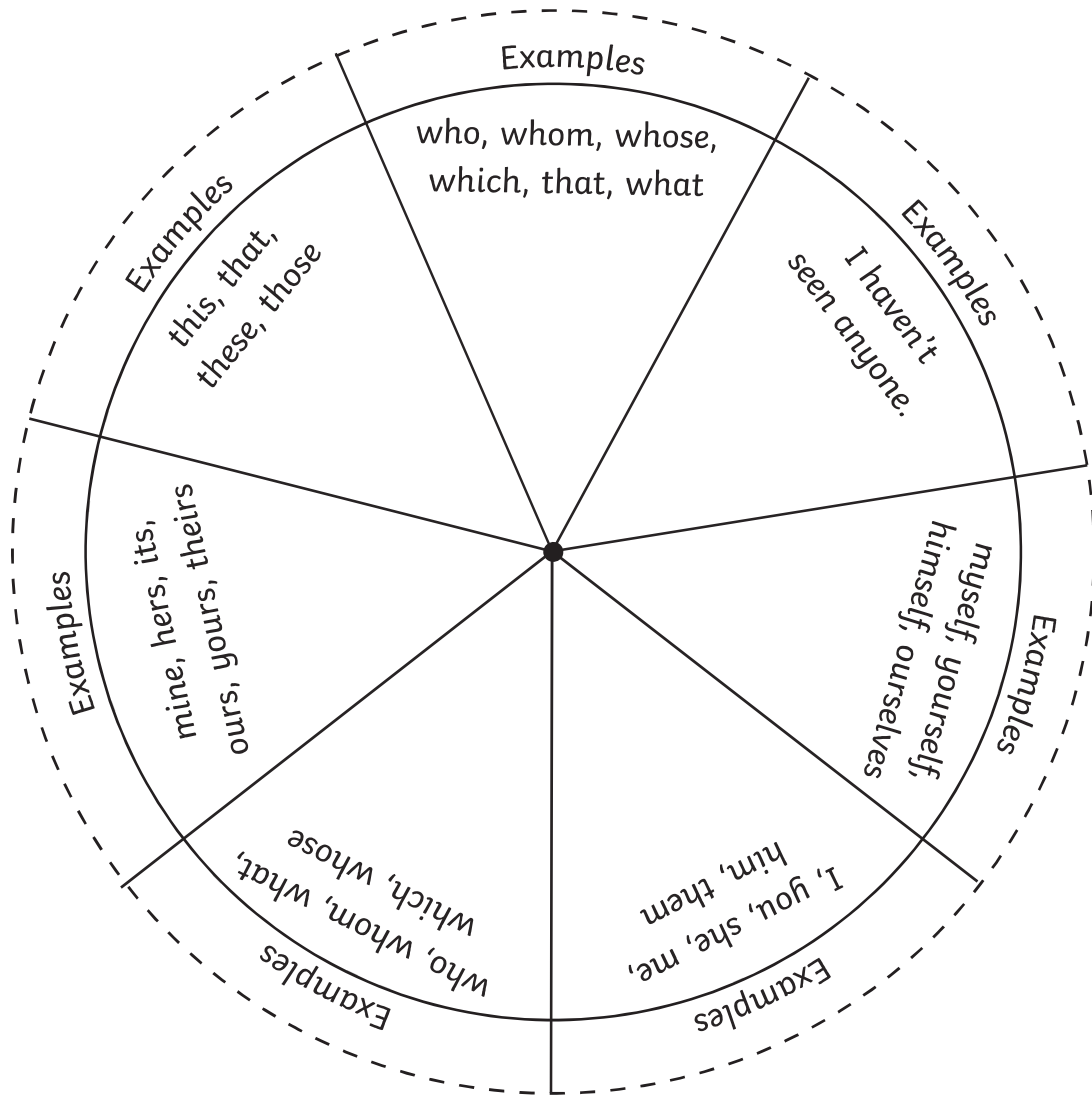 Examples
who, whom, whose,
which, that, what
Examples
I haven't
seen anyone.
Examples
myself, yourself,
himself, ourselves
Examples
I, you, she, me,
him, them
Examples
who, whom, what,
which, whose
Examples
mine, hers, its,
ours, yours, theirs
Examples
this, that,
these, those